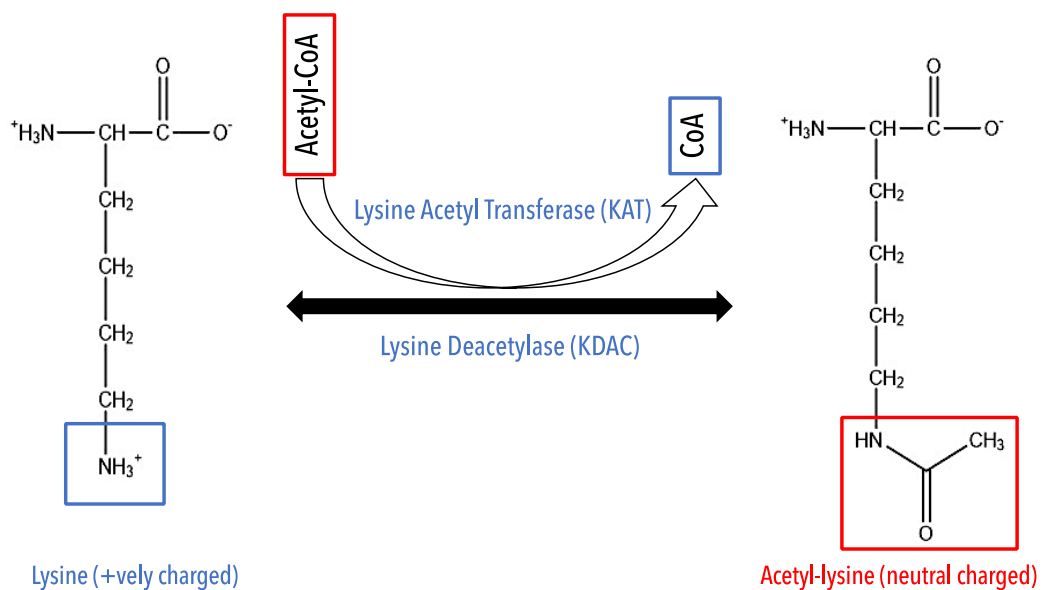 O
⁺H₃N CH C O⁻
CH₂
CH₂
CH₂
CH₂
NH₃⁺
Lysine (+vely charged)
Acetyl-CoA
CoA
Lysine Acetyl Transferase (KAT)
Lysine Deacetylase (KDAC)
O
⁺H₃N CH C O⁻
CH₂
CH₂
CH₂
CH₂
HN CH₃
O
Acetyl-lysine (neutral charged)